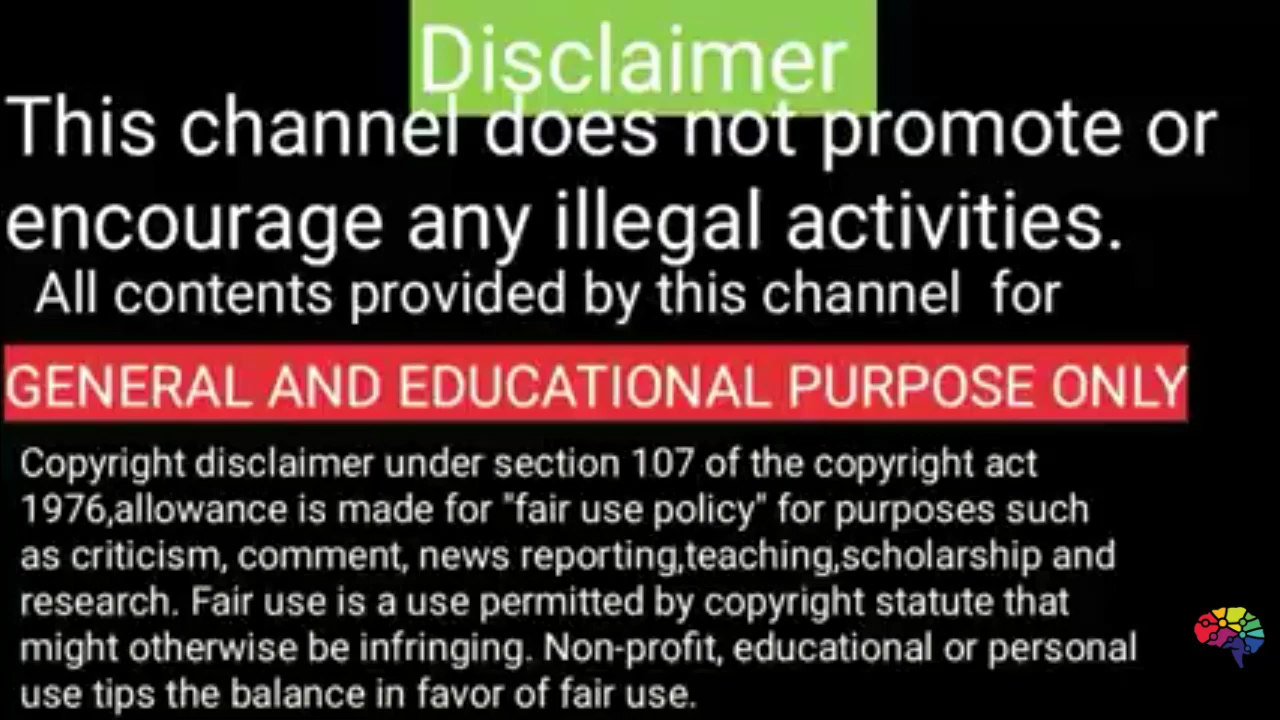 Disclaimer
This channel does not promote or
encourage any illegal activities.
All contents provided by this channel for
GENERAL AND EDUCATIONAL PURPOSE ONLY
Copyright disclaimer under section 107 of the copyright act
1976,allowance is made for "fair use policy" for purposes such
as criticism, comment, news reporting,teaching,scholarship and
research. Fair use is a use permitted by copyright statute that
might otherwise be infringing. Non-profit, educational or personal
use tips the balance in favor of fair use.